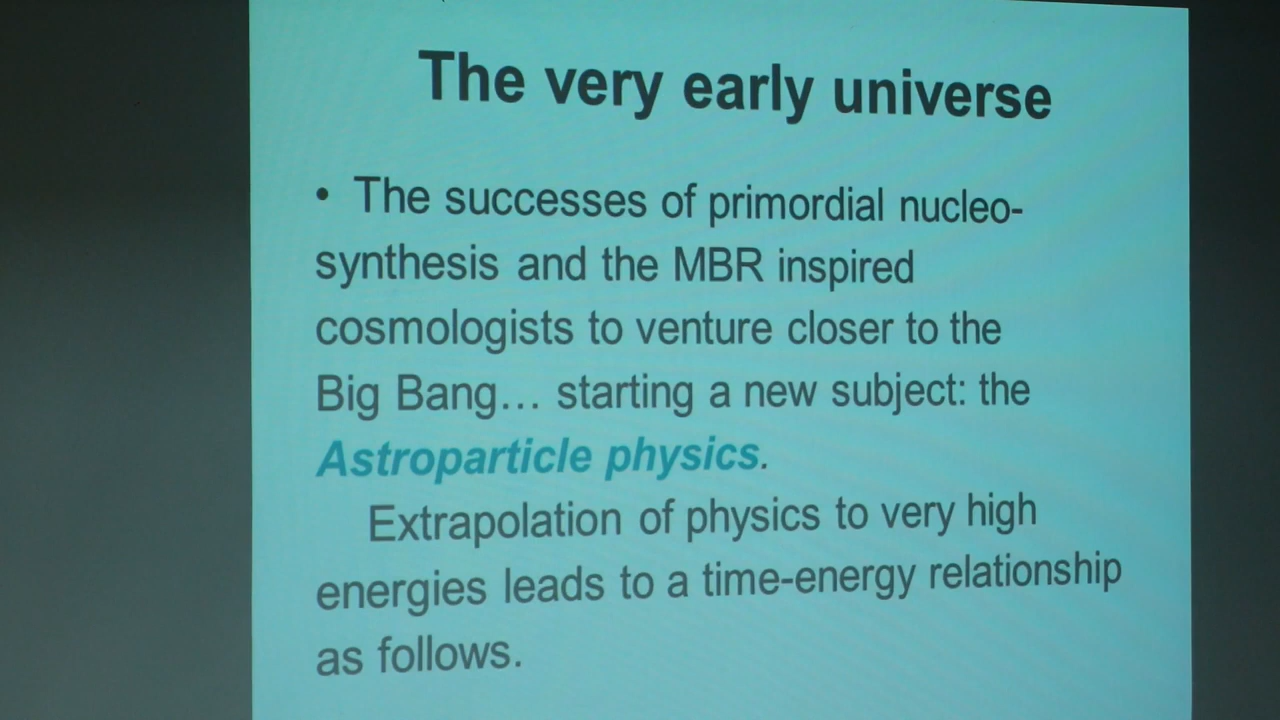 The very early universe
• The successes of primordial nucleo-
synthesis and the MBR inspired
cosmologists to venture closer to the
Big Bang… starting a new subject: the
Astroparticle physics.
Extrapolation of physics to very high
energies leads to a time-energy relationship
as follows.